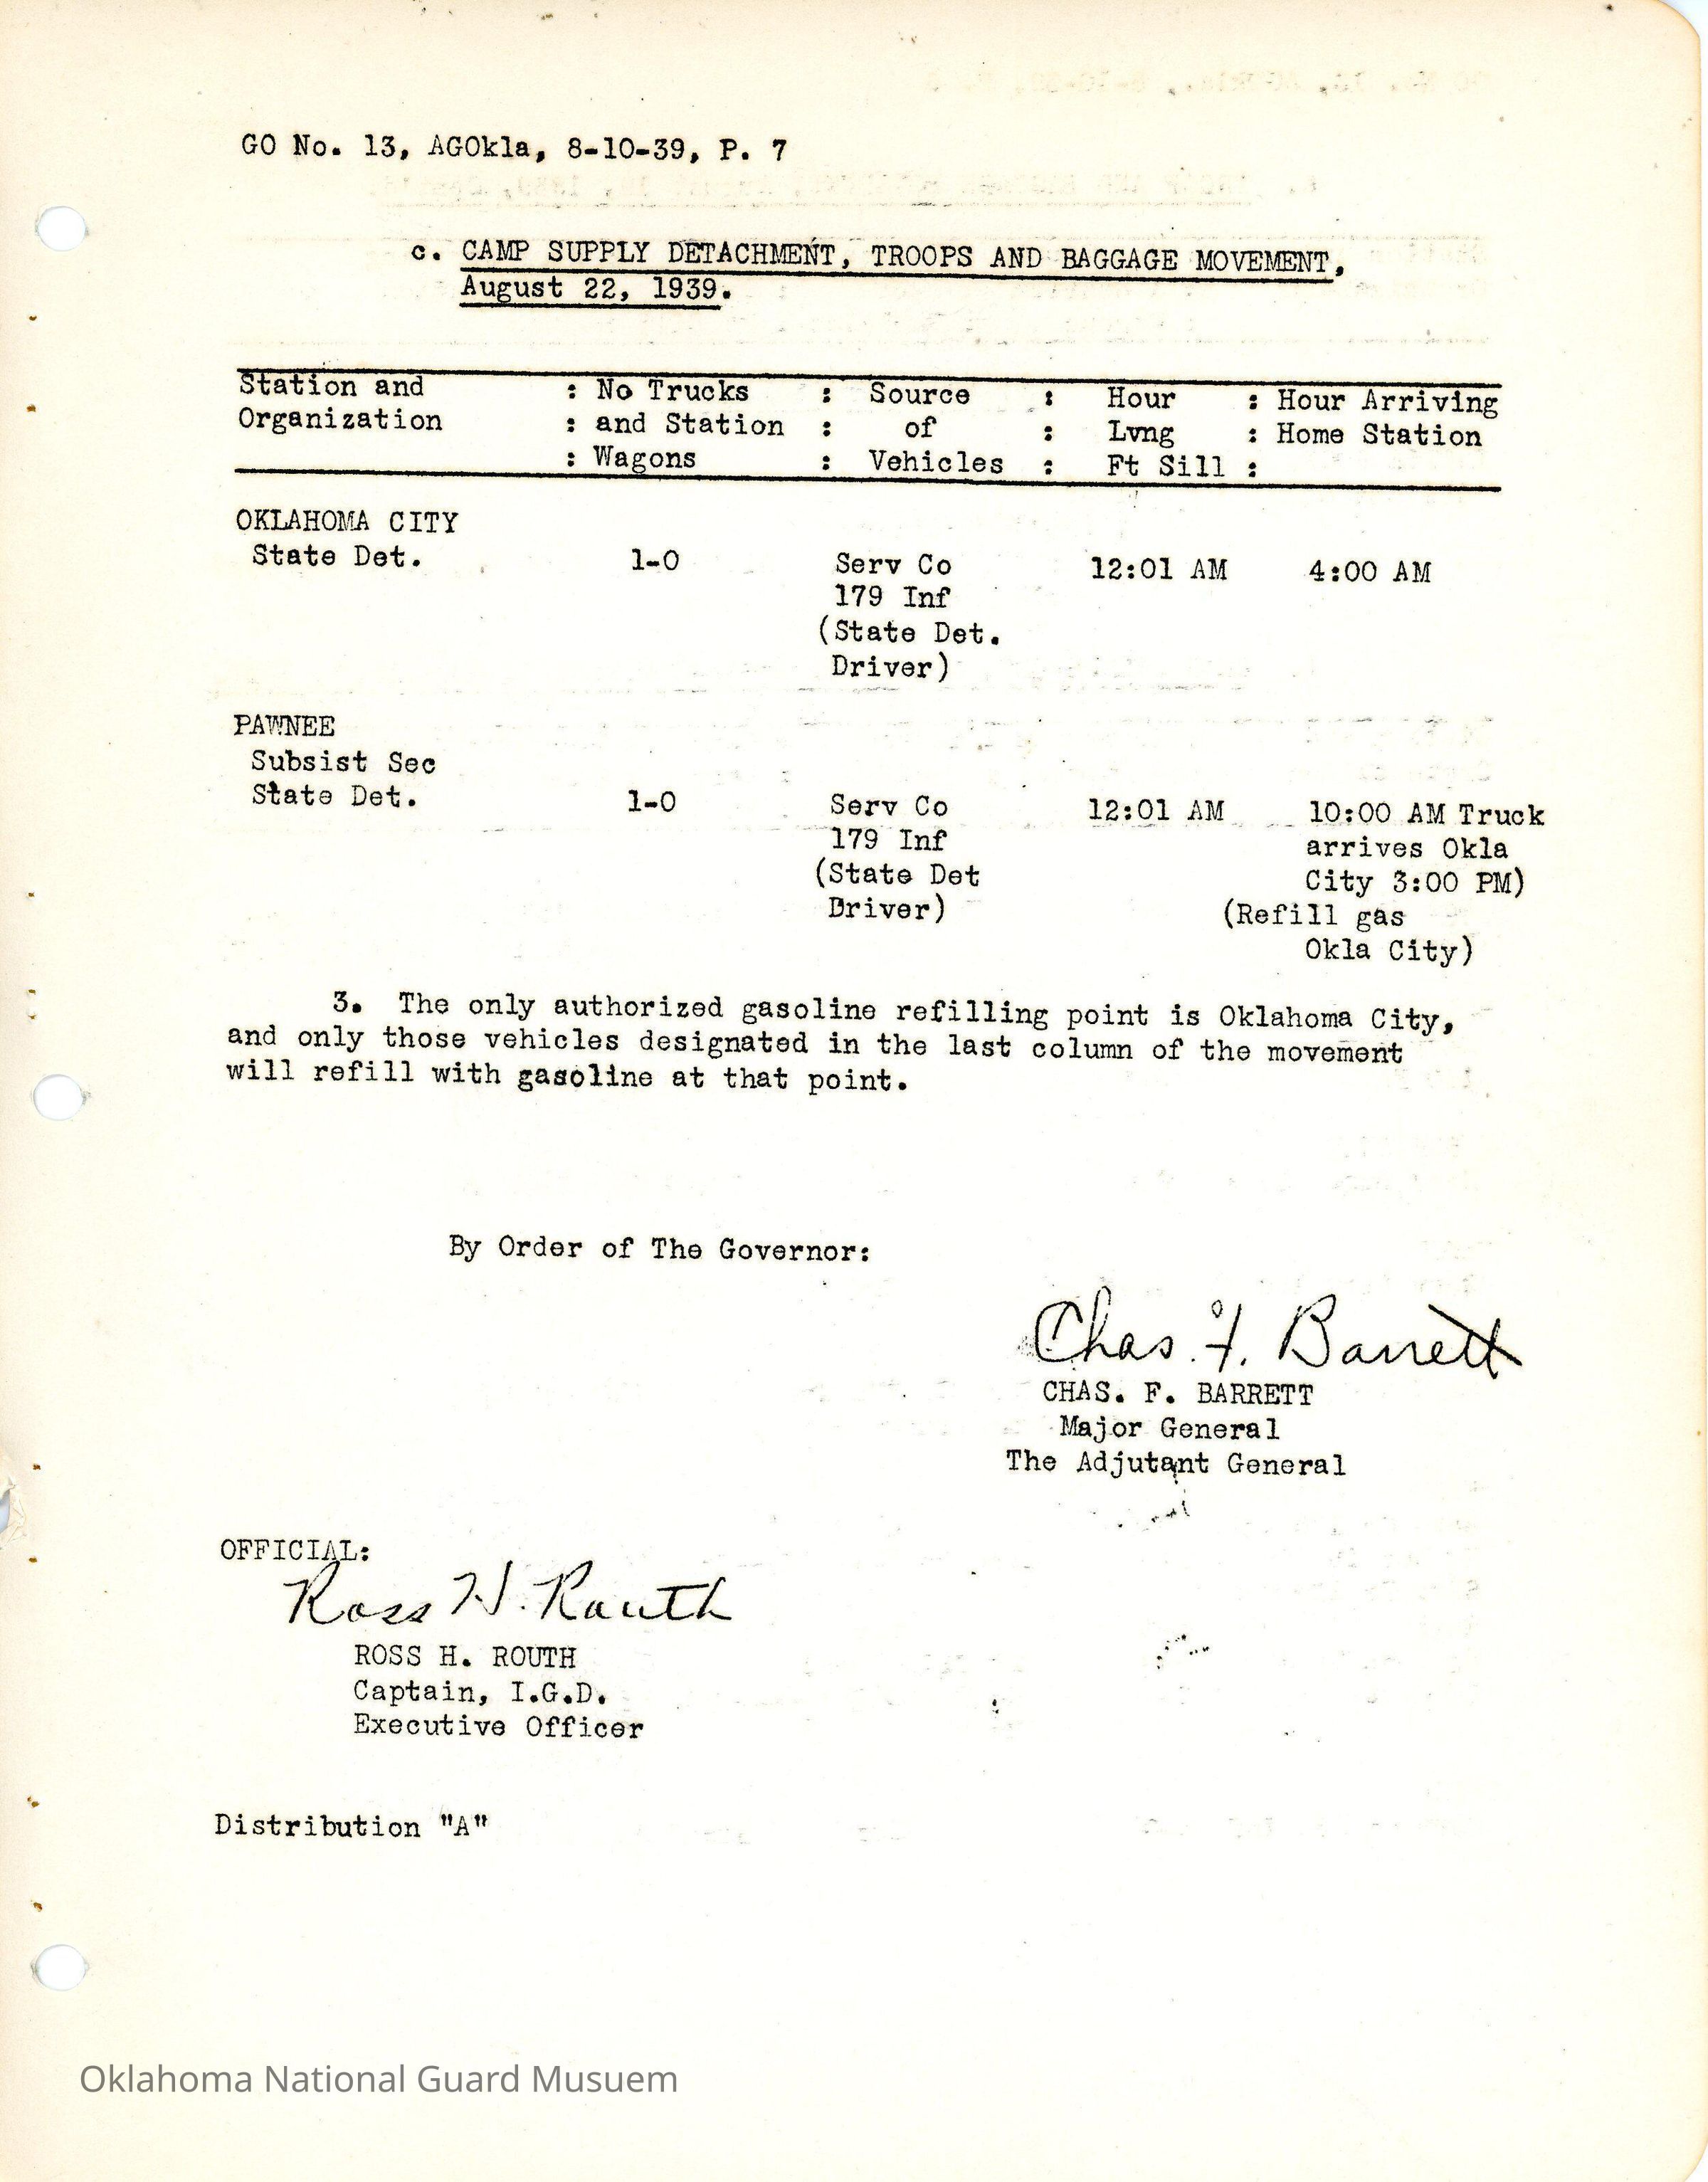 GO No. 13, AGOkla, 8-10-39, P. 7
c. CAMP SUPPLY DETACHMENT, TROOPS AND BAGGAGE MOVEMENT,
August 22, 1939.
Station and : No Trucks : Source : Hour : Hour Arriving
Organization : and Station : of : Lvng : Home Station
: Wagons : Vehicles : Ft Sill :
OKLAHOMA CITY
State Det. 1-0 Serv Co 12:01 AM 4:00 AM
179 Inf
(State Det.
Driver)
PAWNEE
Subsist Sec
State Det. 1-0 Serv Co 12:01 AM 10:00 AM Truck
179 Inf arrives Okla
(State Det City 3:00 PM)
Driver) (Refill gas
Okla City)
3. The only authorized gasoline refilling point is Oklahoma City,
and only those vehicles designated in the last column of the movement
will refill with gasoline at that point.
By Order of The Governor:
Chas. F. Barrett
CHAS. F. BARRETT
Major General
The Adjutant General
OFFICIAL:
Ross H. Routh
ROSS H. ROUTH
Captain, I.G.D.
Executive Officer
Distribution "A"
Oklahoma National Guard Musuem